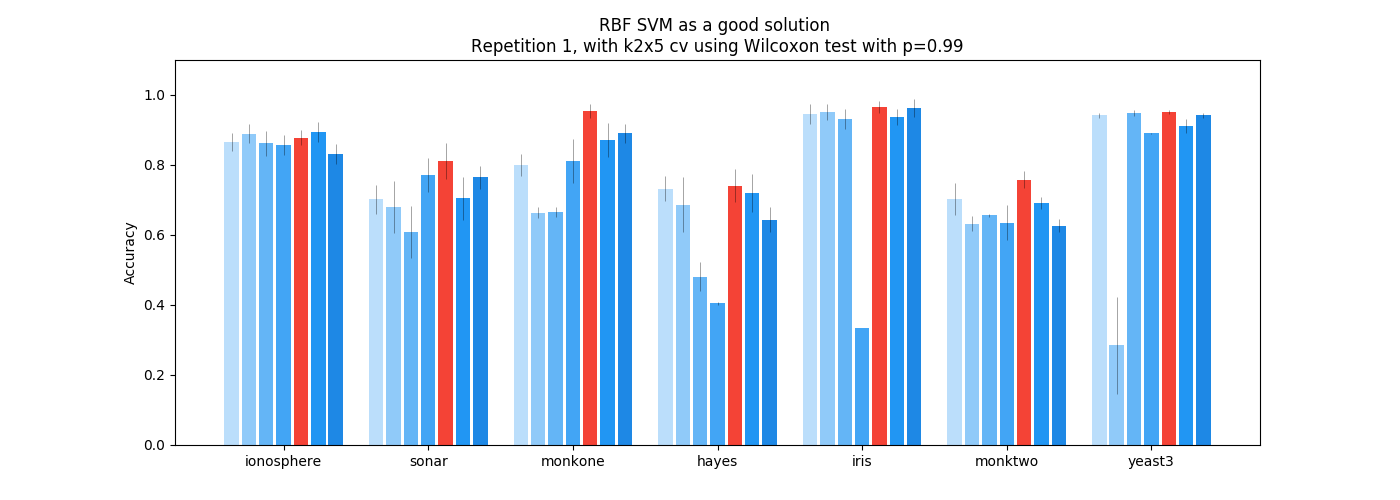 RBF SVM as a good solution
Repetition 1, with k2x5 cv using Wilcoxon test with p=0.99
Accuracy
1.0
0.8
0.6
0.4
0.2
0.0
ionosphere
sonar
monkone
hayes
iris
monktwo
yeast3